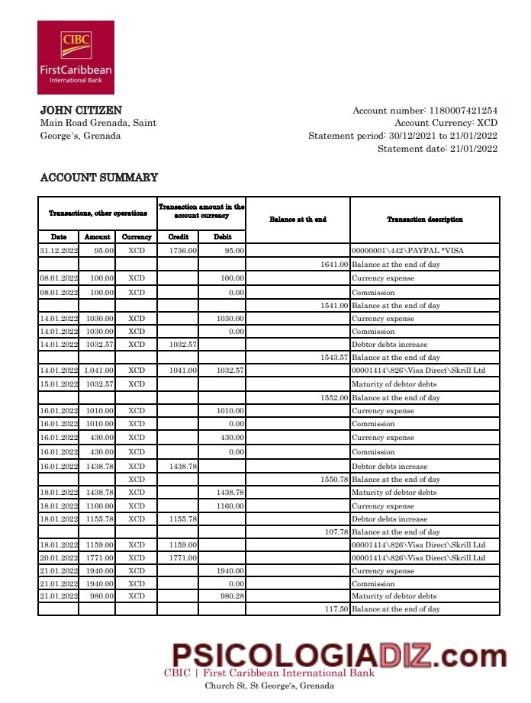 CIBC
FirstCaribbean
International Bank
JOHN CITIZEN
Main Road Grenada, Saint
George's, Grenada
Account number: 1180007421254
Account Currency: XCD
Statement period: 30/12/2021 to 21/01/2022
Statement date: 21/01/2022
ACCOUNT SUMMARY
Transactions, other operations Transaction amount in the account currency Balance at th end Transaction description
Date Amount Currency Credit Debit
31.12.2022 95.00 XCD 1736.00 95.00 00000001\442\PAYPAL *VISA
1641.00 Balance at the end of day
08.01.2022 100.00 XCD 100.00 Currency expense
08.01.2022 100.00 XCD 0.00 Commission
1541.00 Balance at the end of day
14.01.2022 1030.00 XCD 1030.00 Currency expense
14.01.2022 1030.00 XCD 0.00 Commission
14.01.2022 1032.57 XCD 1032.57 Debtor debts increase
1543.57 Balance at the end of day
14.01.2022 1.041.00 XCD 1041.00 1032.57 00001414\826\Visa Direct\Skrill Ltd
15.01.2022 1032.57 XCD Maturity of debtor debts
1552.00 Balance at the end of day
16.01.2022 1010.00 XCD 1010.00 Currency expense
16.01.2022 1010.00 XCD 0.00 Commission
16.01.2022 430.00 XCD 430.00 Currency expense
16.01.2022 430.00 XCD 0.00 Commission
16.01.2022 1438.78 XCD 1438.78 Debtor debts increase
XCD 1550.78 Balance at the end of day
18.01.2022 1438.78 XCD 1438.78 Maturity of debtor debts
18.01.2022 1160.00 XCD 1160.00 Currency expense
18.01.2022 1155.78 XCD 1155.78 Debtor debts increase
107.78 Balance at the end of day
18.01.2022 1159.00 XCD 1159.00 00001414\826\Visa Direct\Skrill Ltd
20.01.2022 1771.00 XCD 1771.00 00001414\826\Visa Direct\Skrill Ltd
21.01.2022 1940.00 XCD 1940.00 Currency expense
21.01.2022 1940.00 XCD 0.00 Commission
21.01.2022 980.00 XCD 980.28 Maturity of debtor debts
117.50 Balance at the end of day
PSICOLOGIADIZ.com
CBIC | First Caribbean International Bank
Church St, St George's, Grenada